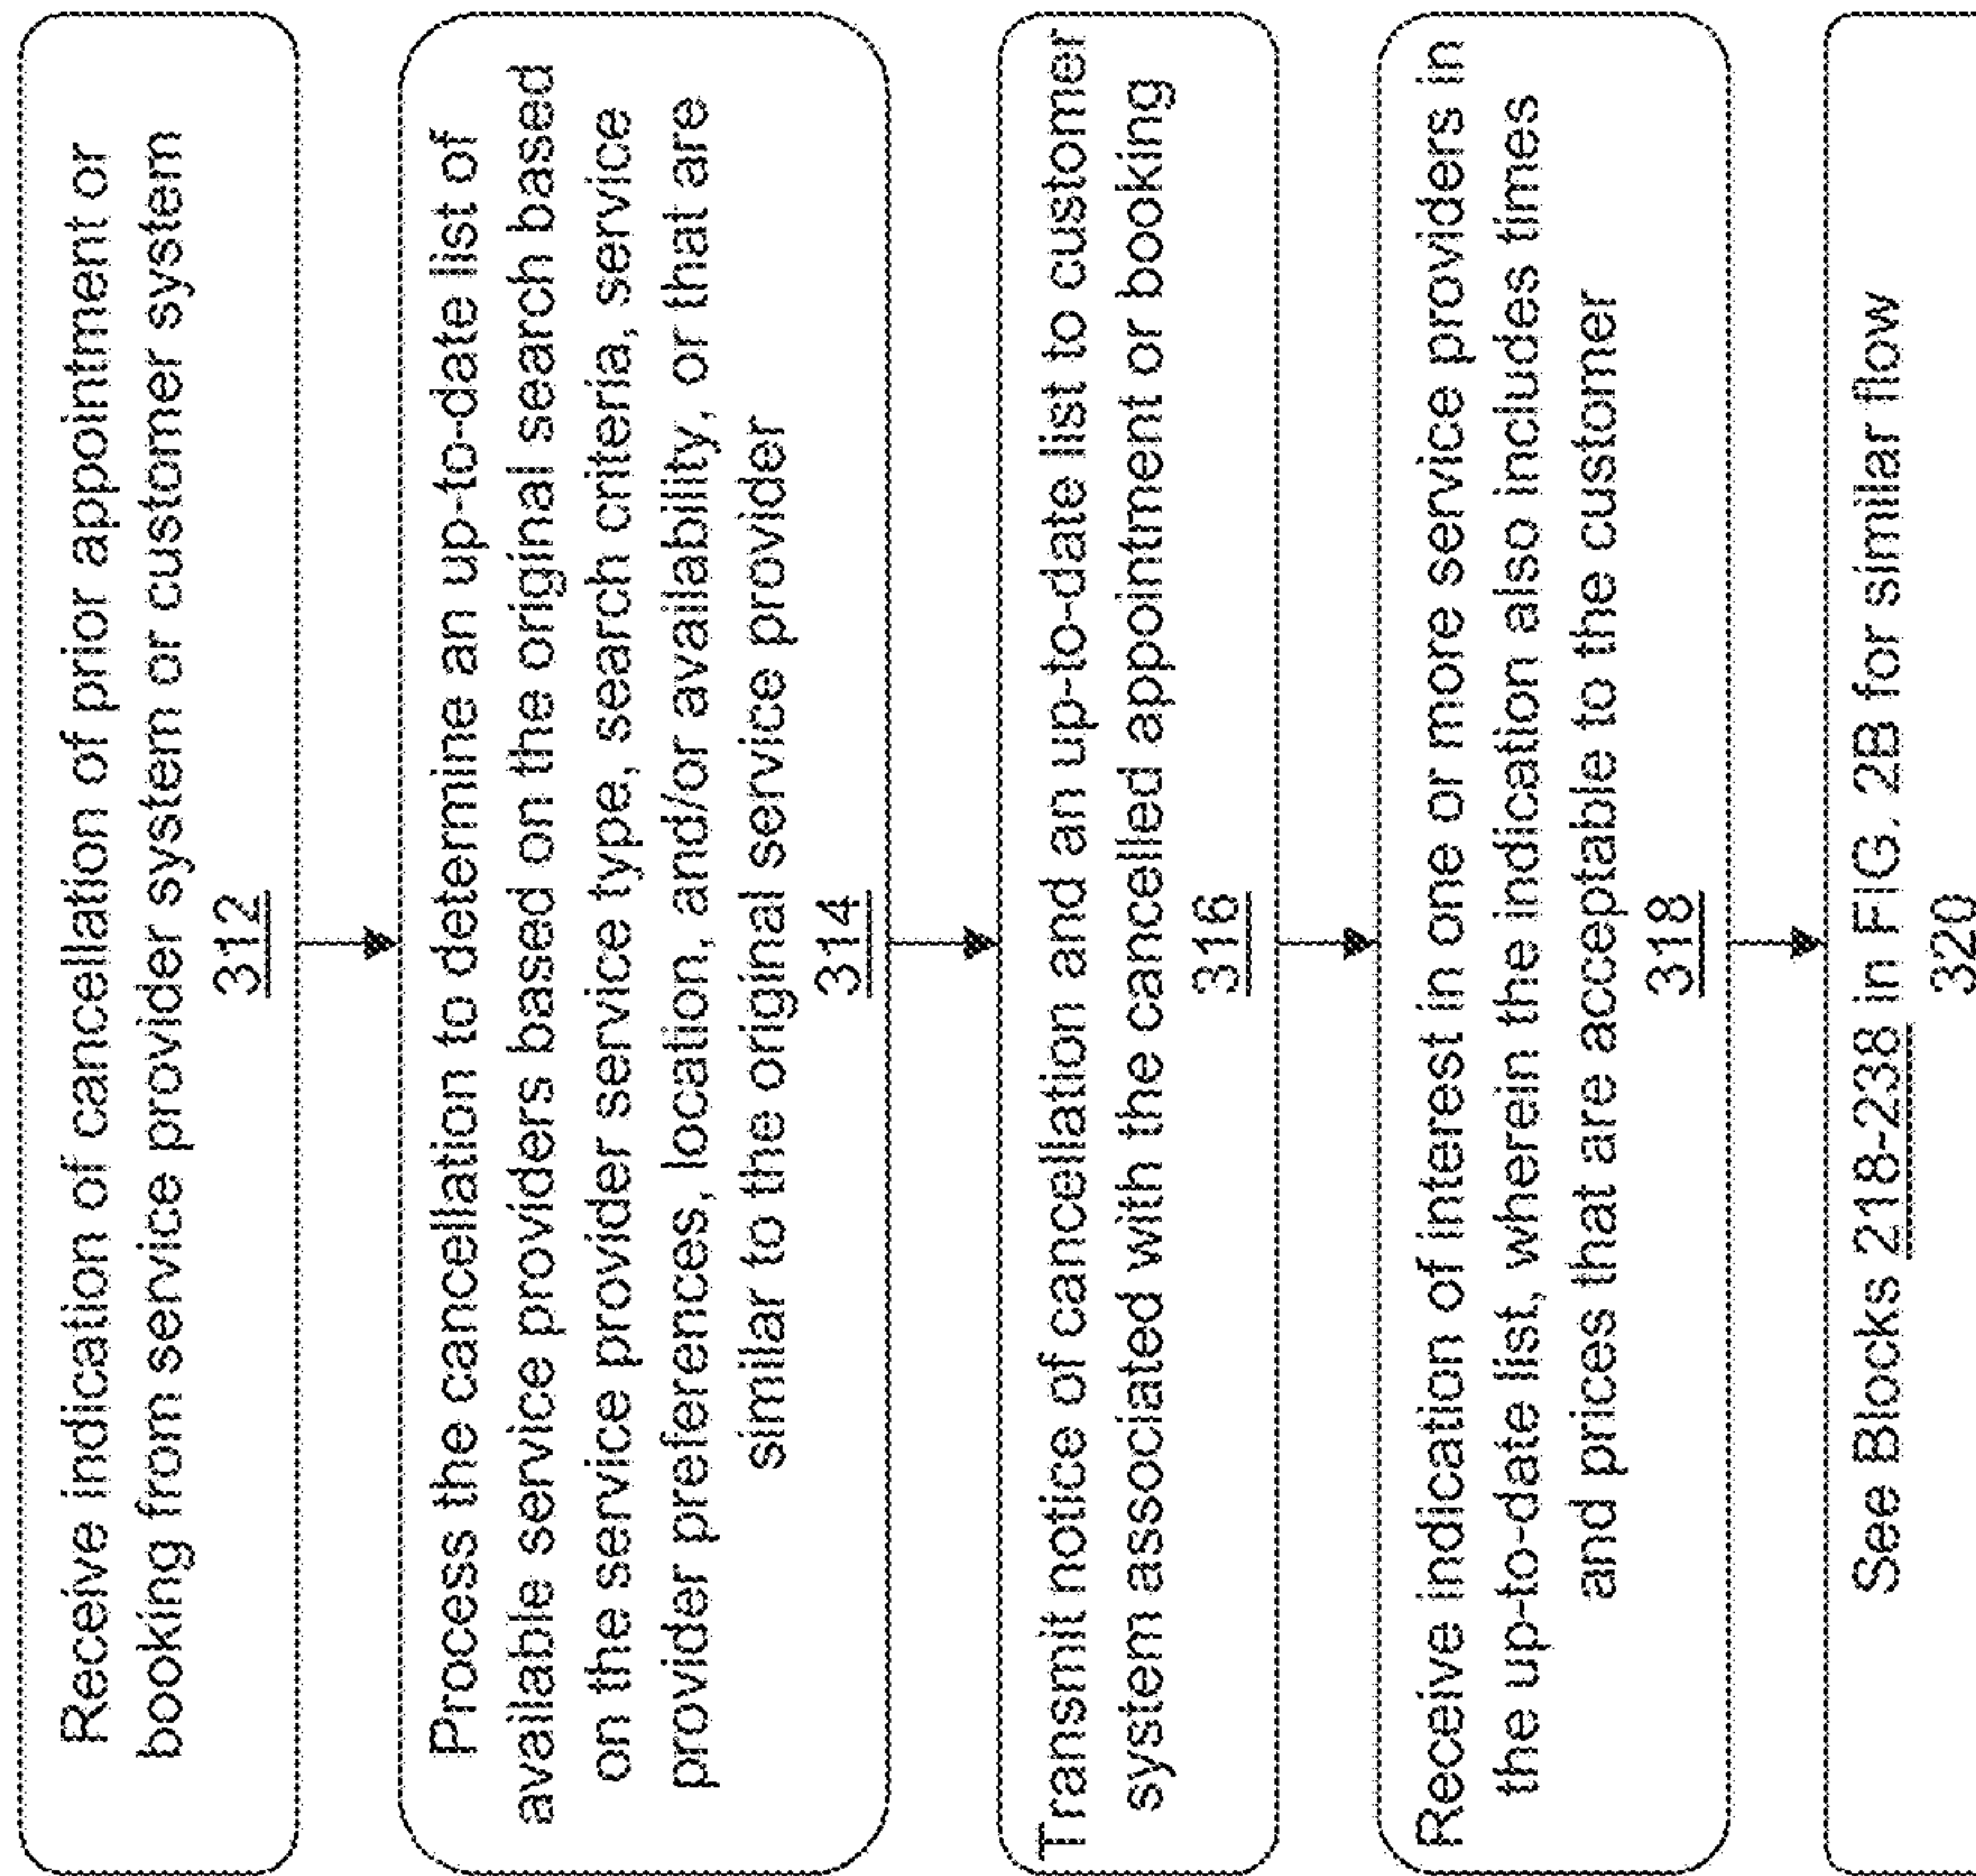 Receive indication of cancellation of prior appointment or
booking from service provider system or customer system
312
Process the cancellation to determine an up-to-date list of
available service providers based on the original search based
on the service provider service type, search criteria, service
provider preferences, location, and/or availability, or that are
similar to the original service provider
314
Transmit notice of cancellation and an up-to-date list to customer
system associated with the cancelled appointment or booking
316
Receive indication of interest in one or more service providers in
the up-to-date list, wherein the indication also includes times
and prices that are acceptable to the customer
318
See Blocks 218-238 in FIG. 2B for similar flow
320